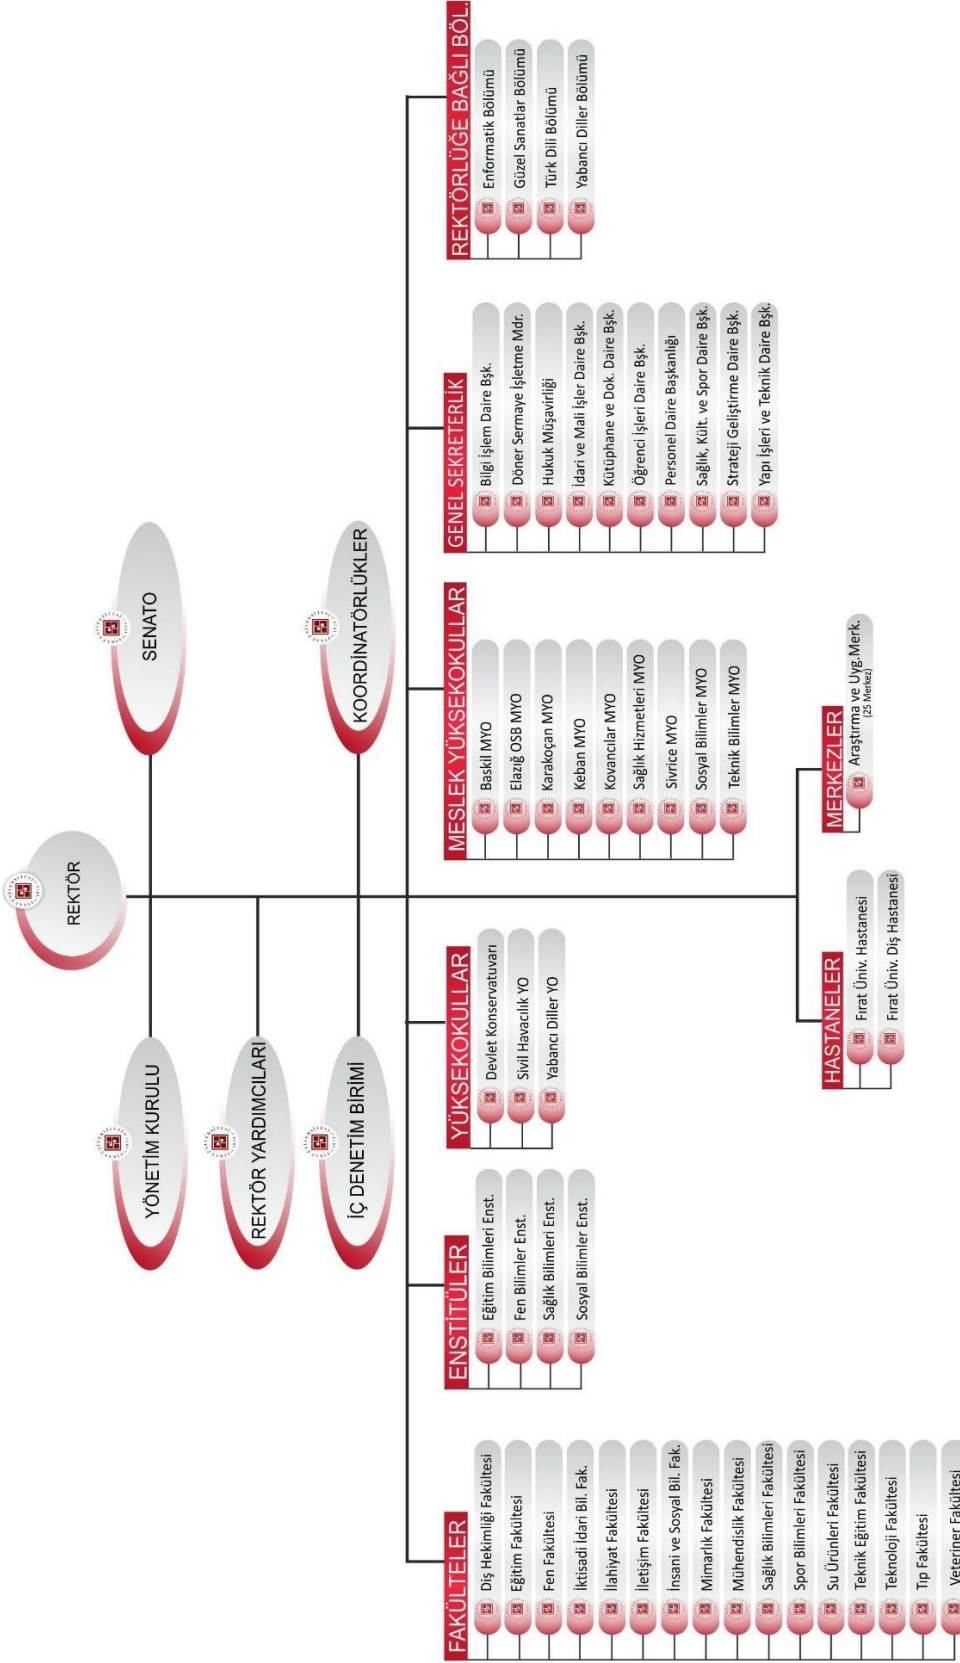 REKTÖR
YÖNETİM KURULU
SENATO
REKTÖR YARDIMCILARI
İÇ DENETİM BİRİMİ
KOORDİNATÖRLÜKLER
FAKÜLTELER
Diş Hekimliği Fakültesi
Eğitim Fakültesi
Fen Fakültesi
İktisadi İdari Bil. Fak.
İlahiyat Fakültesi
İletişim Fakültesi
İnsani ve Sosyal Bil. Fak.
Mimarlık Fakültesi
Mühendislik Fakültesi
Sağlık Bilimleri Fakültesi
Spor Bilimleri Fakültesi
Su Ürünleri Fakültesi
Teknik Eğitim Fakültesi
Teknoloji Fakültesi
Tıp Fakültesi
Veteriner Fakültesi
ENSTİTÜLER
Eğitim Bilimleri Enst.
Fen Bilimler Enst.
Sağlık Bilimleri Enst.
Sosyal Bilimler Enst.
YÜKSEKOKULLAR
Devlet Konservatuvarı
Sivil Havacılık YO
Yabancı Diller YO
MESLEK YÜKSEKOKULLAR
Baskil MYO
Elazığ OSB MYO
Karakoçan MYO
Keban MYO
Kovancılar MYO
Sağlık Hizmetleri MYO
Sivrice MYO
Sosyal Bilimler MYO
Teknik Bilimler MYO
GENEL SEKRETERLİK
Bilgi İşlem Daire Bşk.
Döner Sermaye İşletme Mdr.
Hukuk Müşavirliği
İdari ve Mali İşler Daire Bşk.
Kütüphane ve Dok. Daire Bşk.
Öğrenci İşleri Daire Bşk.
Personel Daire Başkanlığı
Sağlık, Kült. ve Spor Daire Bşk.
Strateji Geliştirme Daire Bşk.
Yapı İşleri ve Teknik Daire Bşk.
REKTÖRLÜĞE BAĞLI BÖL.
Enformatik Bölümü
Güzel Sanatlar Bölümü
Türk Dili Bölümü
Yabancı Diller Bölümü
HASTANELER
Fırat Üniv. Hastanesi
Fırat Üniv. Diş Hastanesi
MERKEZLER
Araştırma ve Uyg.Merk.
(25 Merkez)